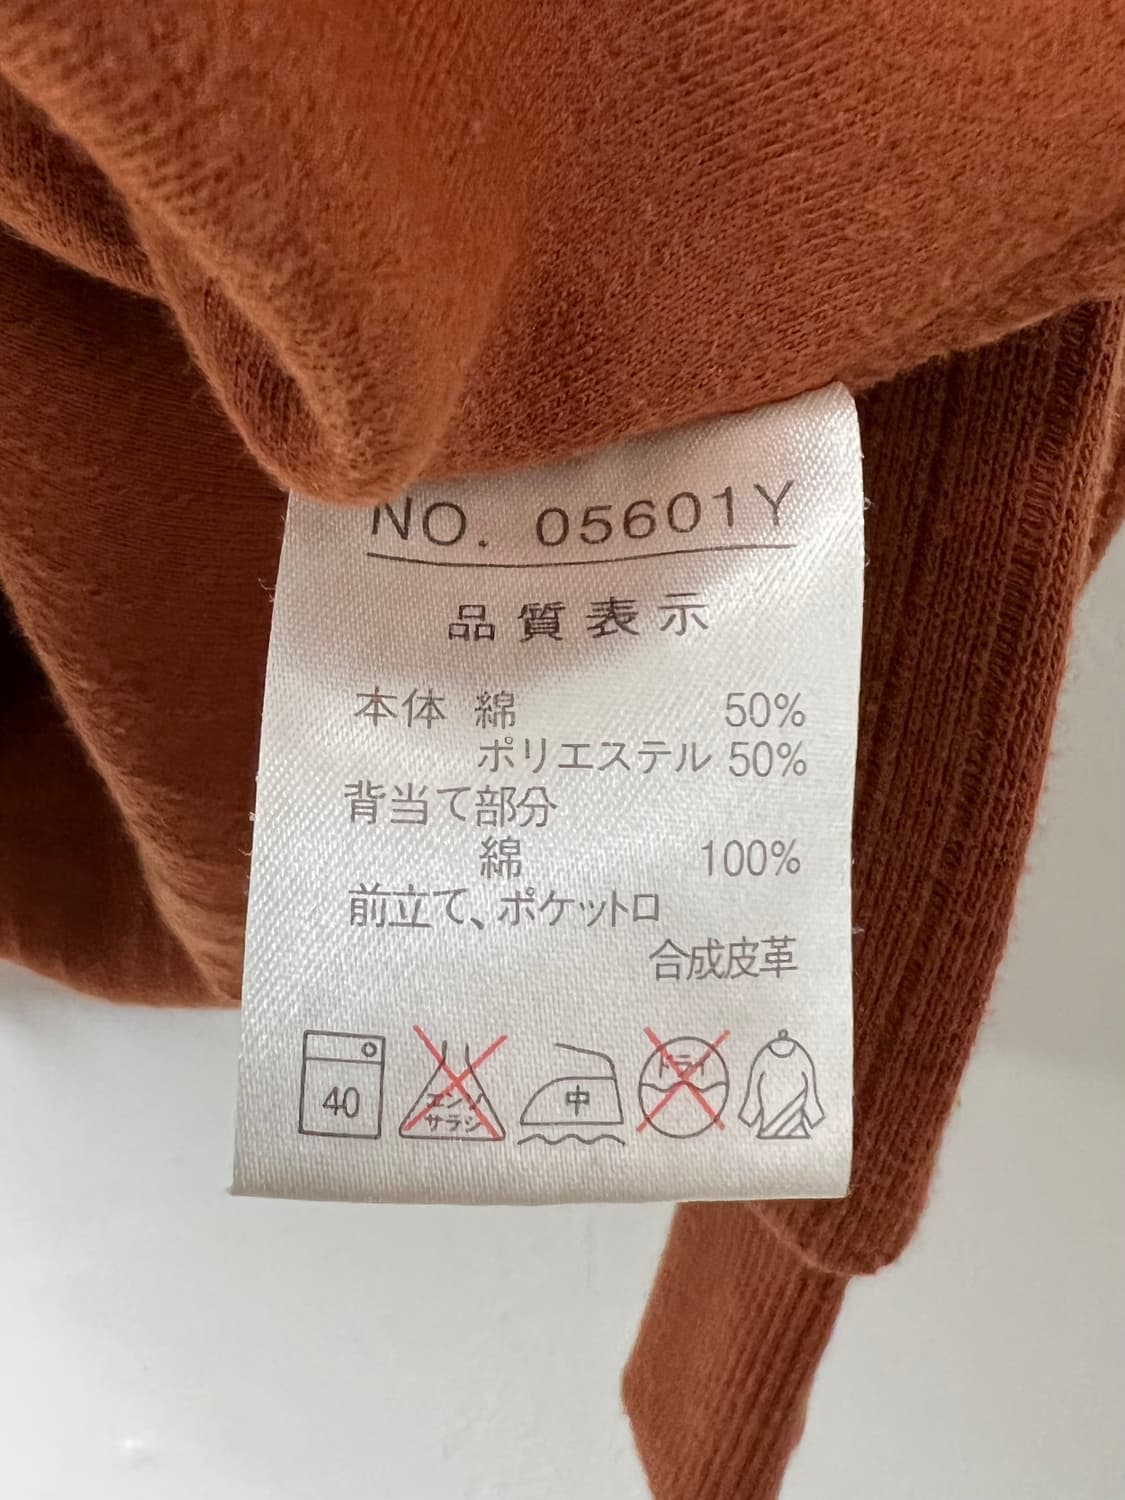 NO. 05601Y
品質表示
本体 綿 50%
ポリエステル 50%
背当て部分
綿 100%
前立て、ポケット口
合成皮革
40 エンソサラシ 中 ドライ